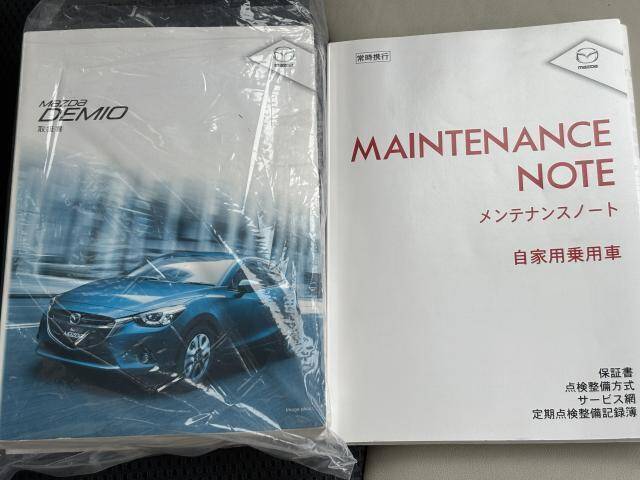 mazda
DEMIO
取扱書
mazda
常時携行
mazda
MAINTENANCE
NOTE
メンテナンスノート
自家用乗用車
保証書
点検整備方式
サービス網
定期点検整備記録簿